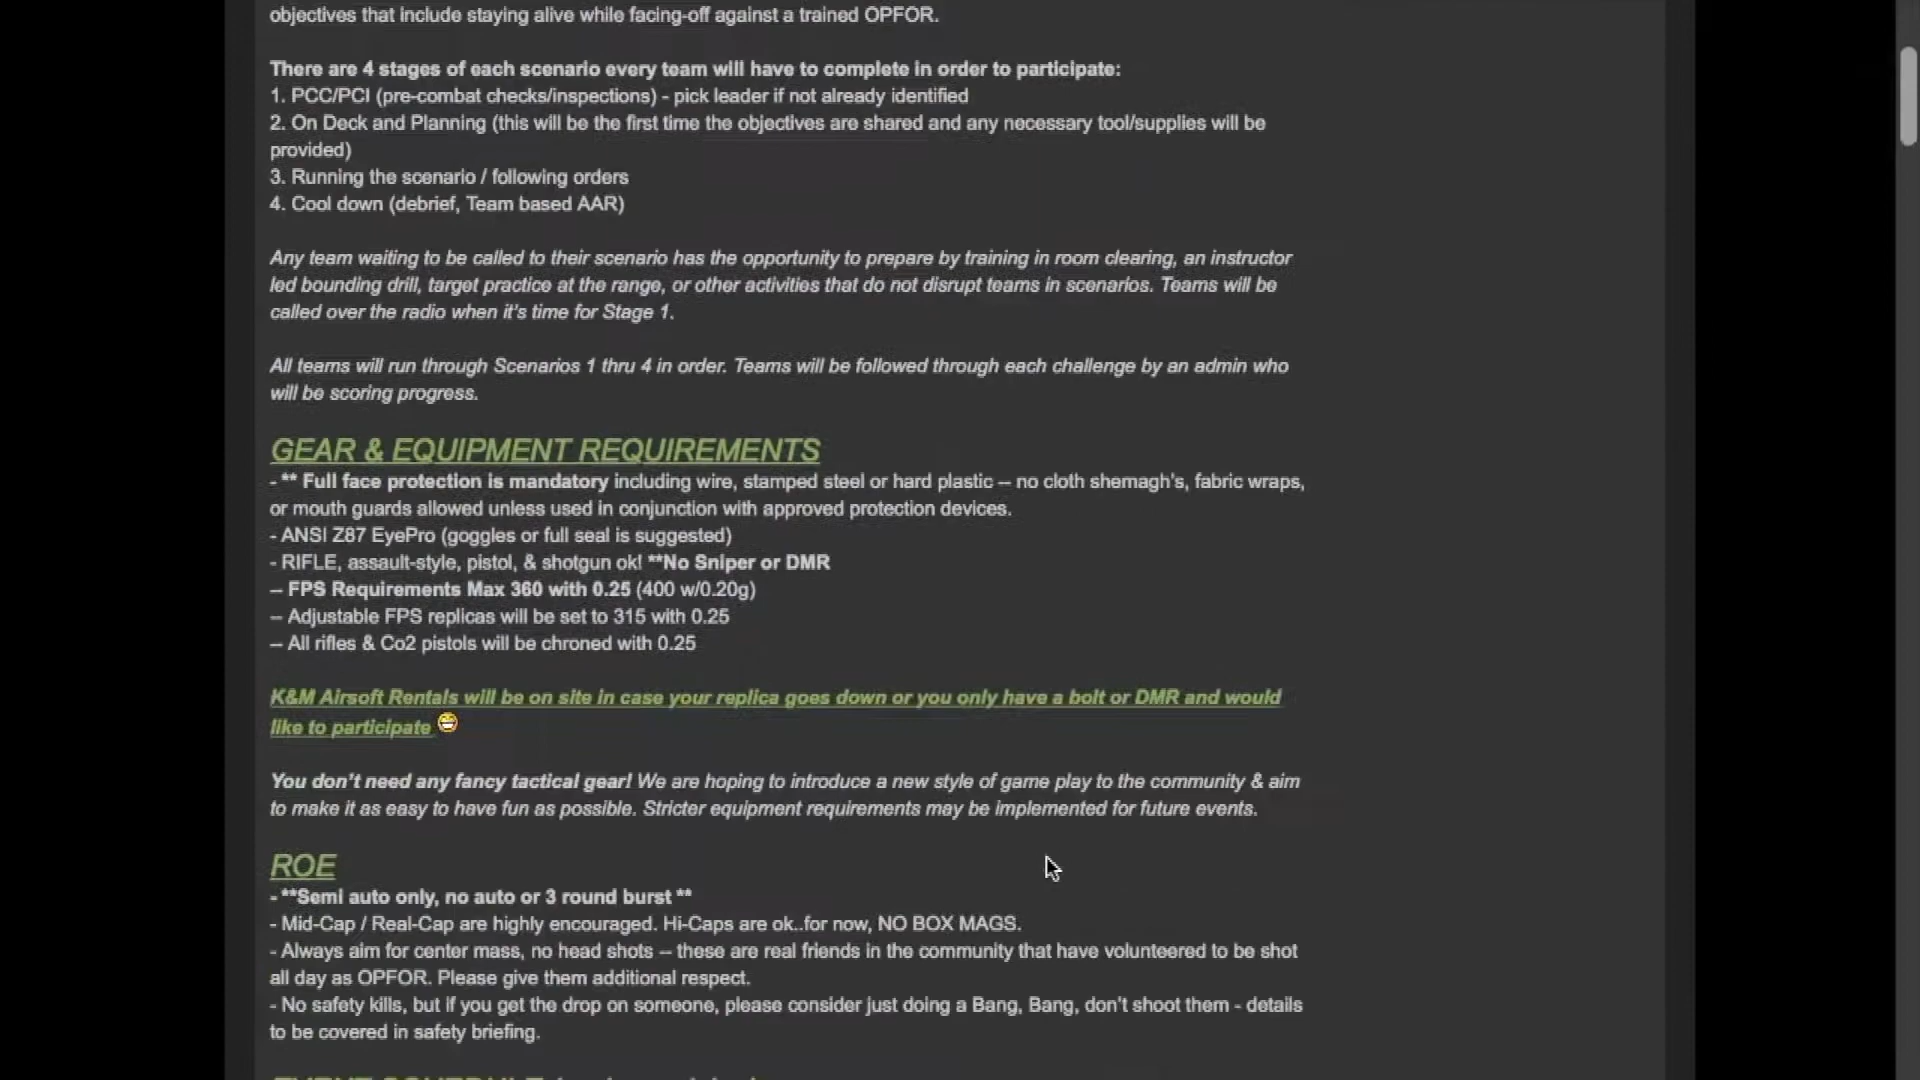 objectives that include staying alive while facing-off against a trained OPFOR.
There are 4 stages of each scenario every team will have to complete in order to participate:
1. PCC/PCI (pre-combat checks/inspections) - pick leader if not already identified
2. On Deck and Planning (this will be the first time the objectives are shared and any necessary tool/supplies will be
provided)
3. Running the scenario / following orders
4. Cool down (debrief, Team based AAR)
Any team waiting to be called to their scenario has the opportunity to prepare by training in room clearing, an instructor
led bounding drill, target practice at the range, or other activities that do not disrupt teams in scenarios. Teams will be
called over the radio when it's time for Stage 1.
All teams will run through Scenarios 1 thru 4 in order. Teams will be followed through each challenge by an admin who
will be scoring progress.
GEAR & EQUIPMENT REQUIREMENTS
- ** Full face protection is mandatory including wire, stamped steel or hard plastic -- no cloth shemagh's, fabric wraps,
or mouth guards allowed unless used in conjunction with approved protection devices.
- ANSI Z87 EyePro (goggles or full seal is suggested)
- RIFLE, assault-style, pistol, & shotgun ok! **No Sniper or DMR
-- FPS Requirements Max 360 with 0.25 (400 w/0.20g)
-- Adjustable FPS replicas will be set to 315 with 0.25
-- All rifles & Co2 pistols will be chroned with 0.25
K&M Airsoft Rentals will be on site in case your replica goes down or you only have a bolt or DMR and would
like to participate
You don't need any fancy tactical gear! We are hoping to introduce a new style of game play to the community & aim
to make it as easy to have fun as possible. Stricter equipment requirements may be implemented for future events.
ROE
- **Semi auto only, no auto or 3 round burst **
- Mid-Cap / Real-Cap are highly encouraged. Hi-Caps are ok..for now, NO BOX MAGS.
- Always aim for center mass, no head shots -- these are real friends in the community that have volunteered to be shot
all day as OPFOR. Please give them additional respect.
- No safety kills, but if you get the drop on someone, please consider just doing a Bang, Bang, don't shoot them - details
to be covered in safety briefing.